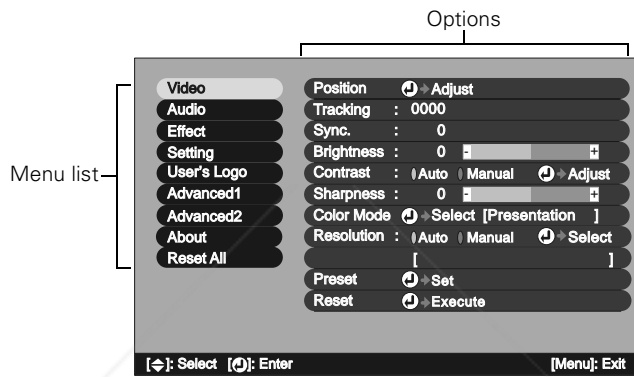 Options
Menu list
Video
Audio
Effect
Setting
User's Logo
Advanced1
Advanced2
About
Reset All
Position Adjust
Tracking : 0000
Sync. : 0
Brightness : 0 - +
Contrast : Auto Manual Adjust
Sharpness : 0 - +
Color Mode Select [Presentation ]
Resolution : Auto Manual Select
[ ]
Preset Set
Reset Execute
[ ]: Select [ ]: Enter [Menu]: Exit